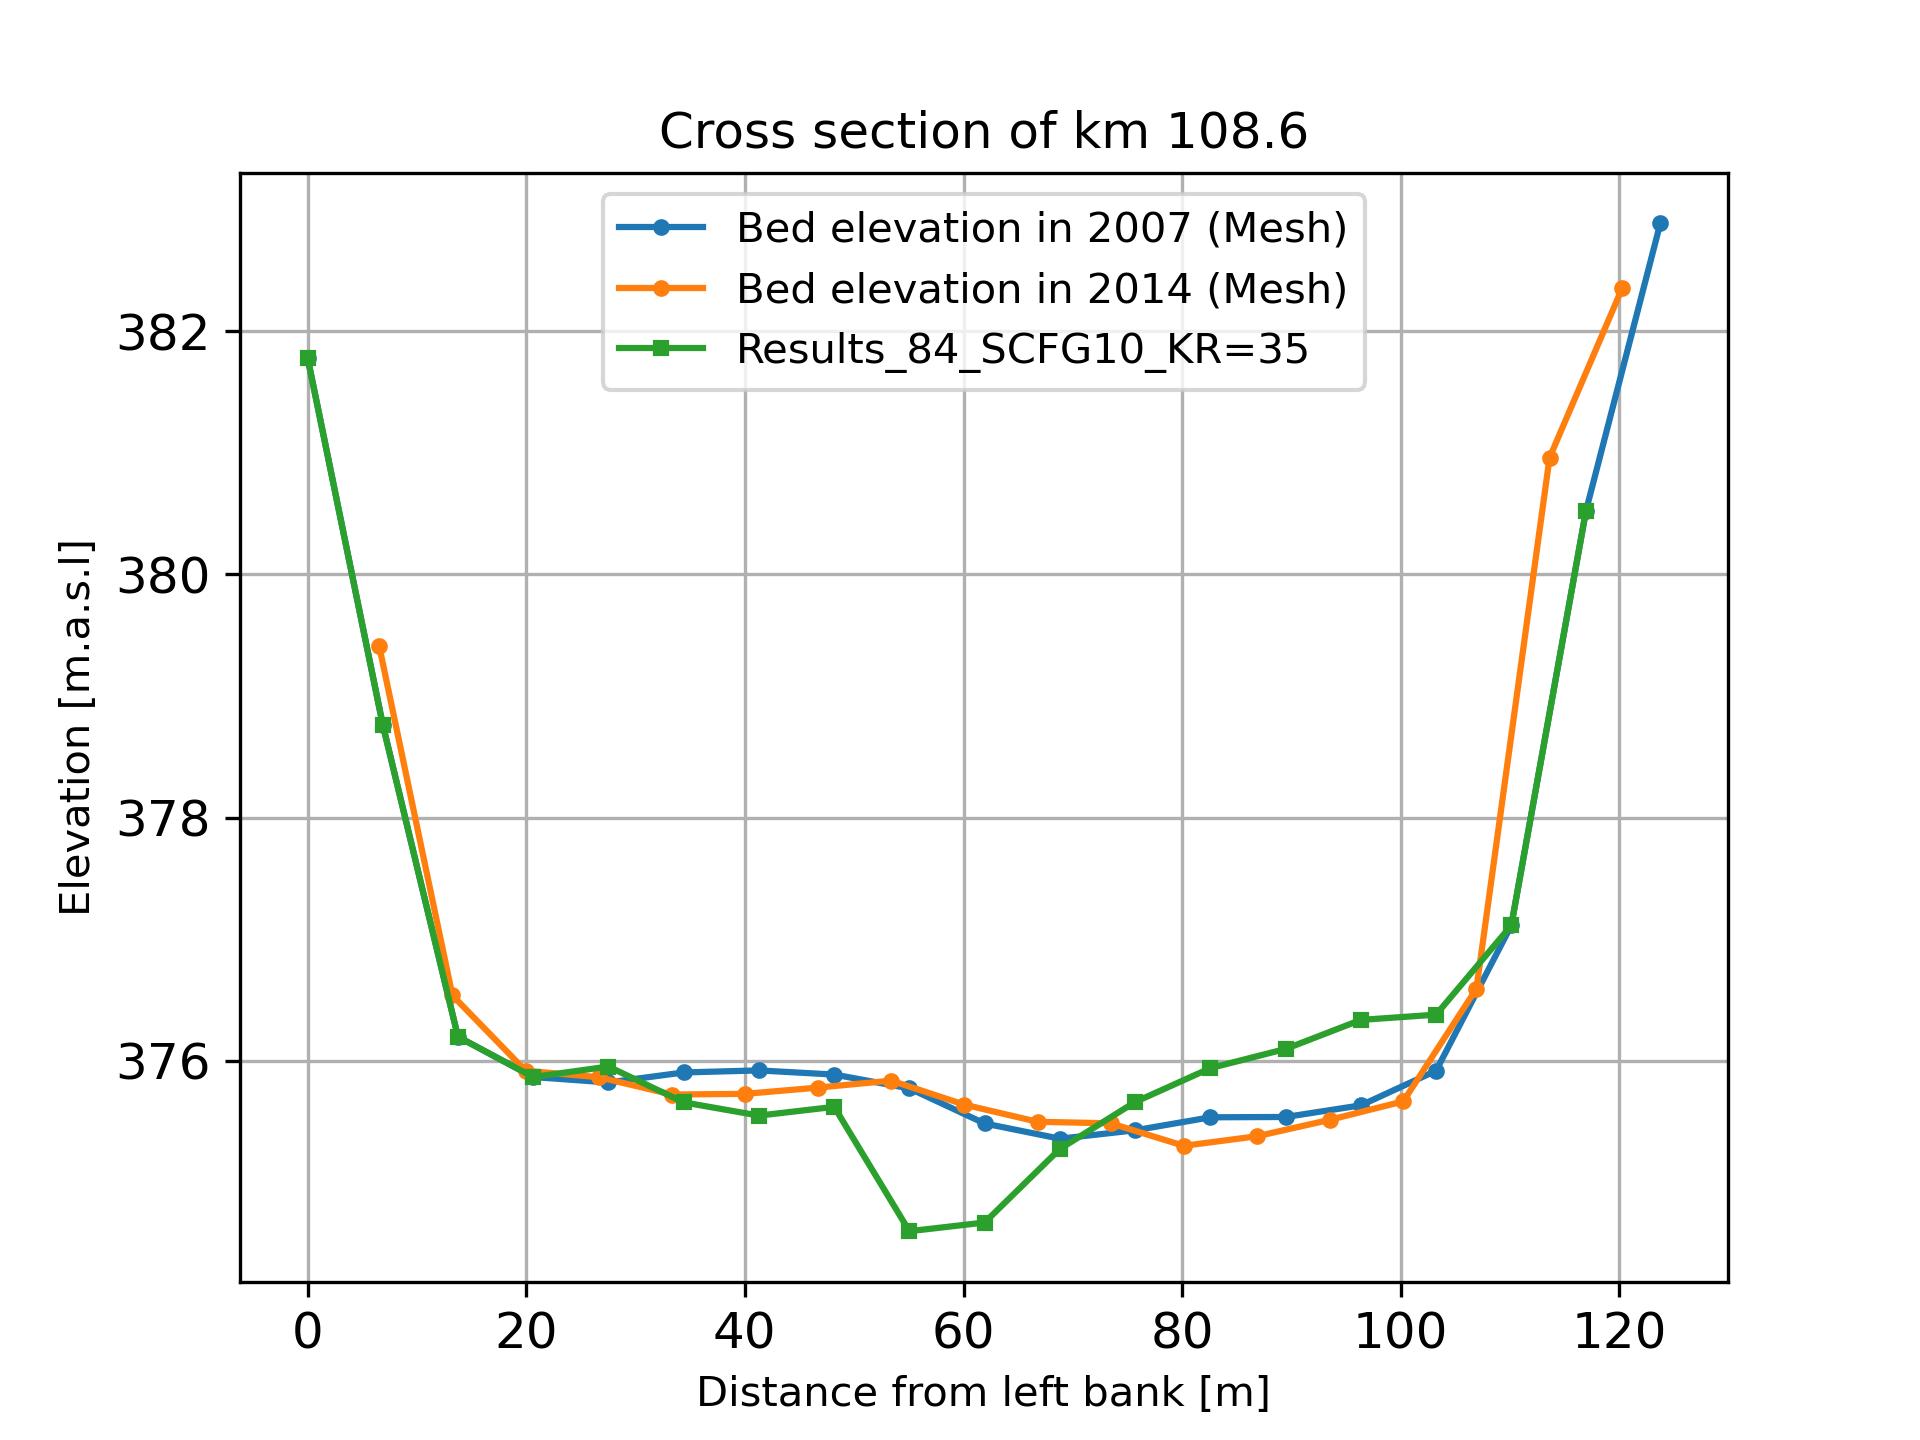 Cross section of km 108.6
Bed elevation in 2007 (Mesh)
Bed elevation in 2014 (Mesh)
Results_84_SCFG10_KR=35
382
380
378
376
Elevation [m.a.s.l]
0 20 40 60 80 100 120
Distance from left bank [m]